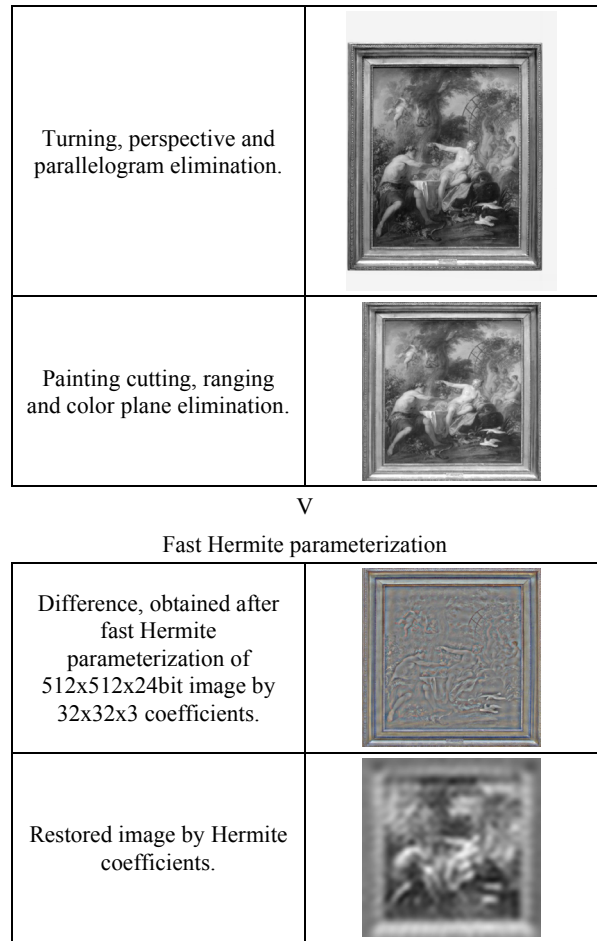 Turning, perspective and
parallelogram elimination.
Painting cutting, ranging
and color plane elimination.
V
Fast Hermite parameterization
Difference, obtained after
fast Hermite
parameterization of
512x512x24bit image by
32x32x3 coefficients.
Restored image by Hermite
coefficients.